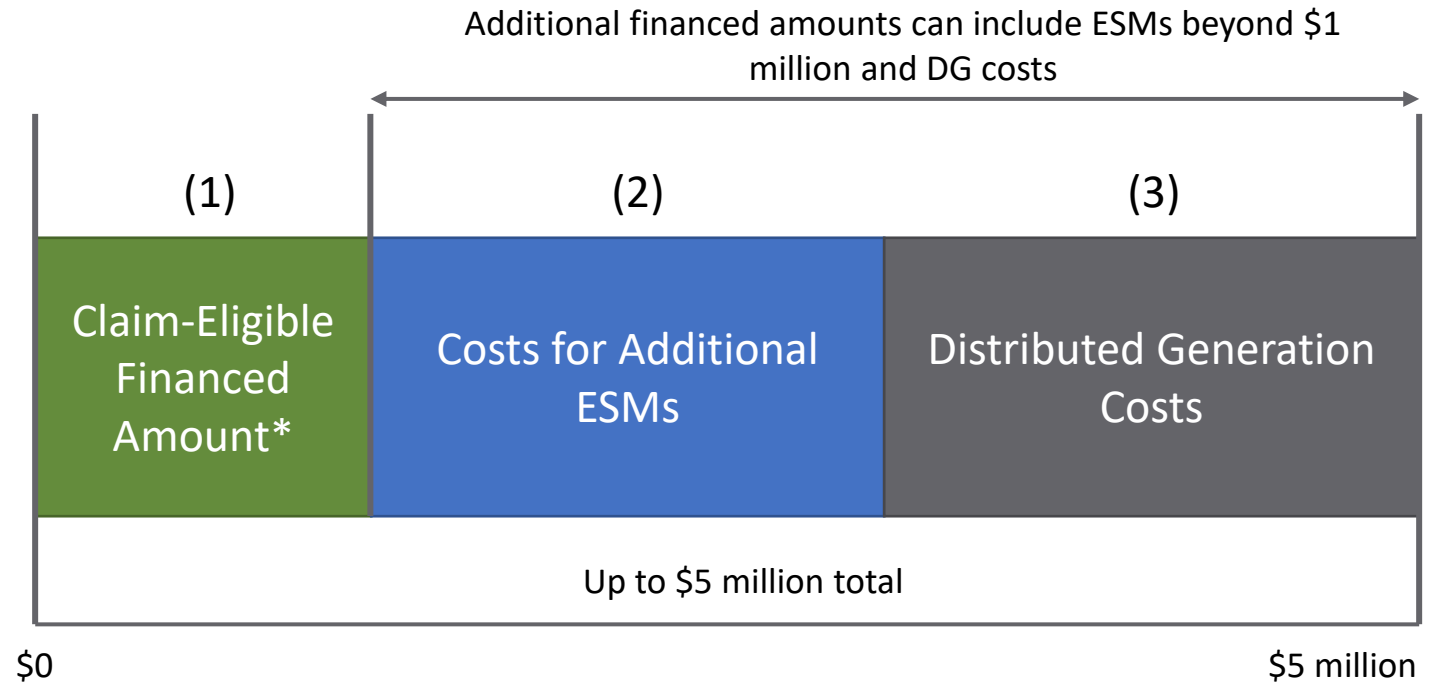 Additional financed amounts can include ESMs beyond $1
million and DG costs
(1)
(2)
(3)
Claim-Eligible
Financed
Amount*
Costs for Additional
ESMs
Distributed Generation
Costs
Up to $5 million total
$0
$5 million